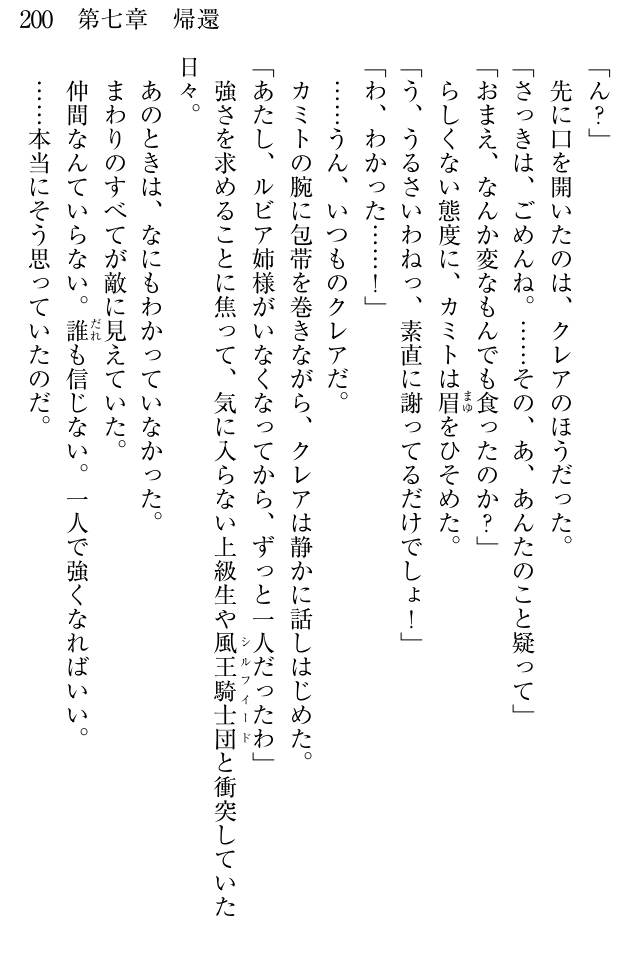 200　第七章　帰還
「ん？」
　先に口を開いたのは、クレアのほうだった。
「さっきは、ごめんね。……その、あ、あんたのこと疑って」
「おまえ、なんか変なもんでも食ったのか？」
　らしくない態度に、カミトは眉をひそめた。
まゆ
「う、うるさいわねっ、素直に謝ってるだけでしょ！」
「わ、わかった……！」
　……うん、いつものクレアだ。
　カミトの腕に包帯を巻きながら、クレアは静かに話しはじめた。
「あたし、ルビア姉様がいなくなってから、ずっと一人だったわ」
　強さを求めることに焦って、気に入らない上級生や風王騎士団と衝突していた
シルフィード
日々。
　あのときは、なにもわかっていなかった。
　まわりのすべてが敵に見えていた。
　仲間なんていらない。誰も信じない。一人で強くなればいい。
だれ
　……本当にそう思っていたのだ。